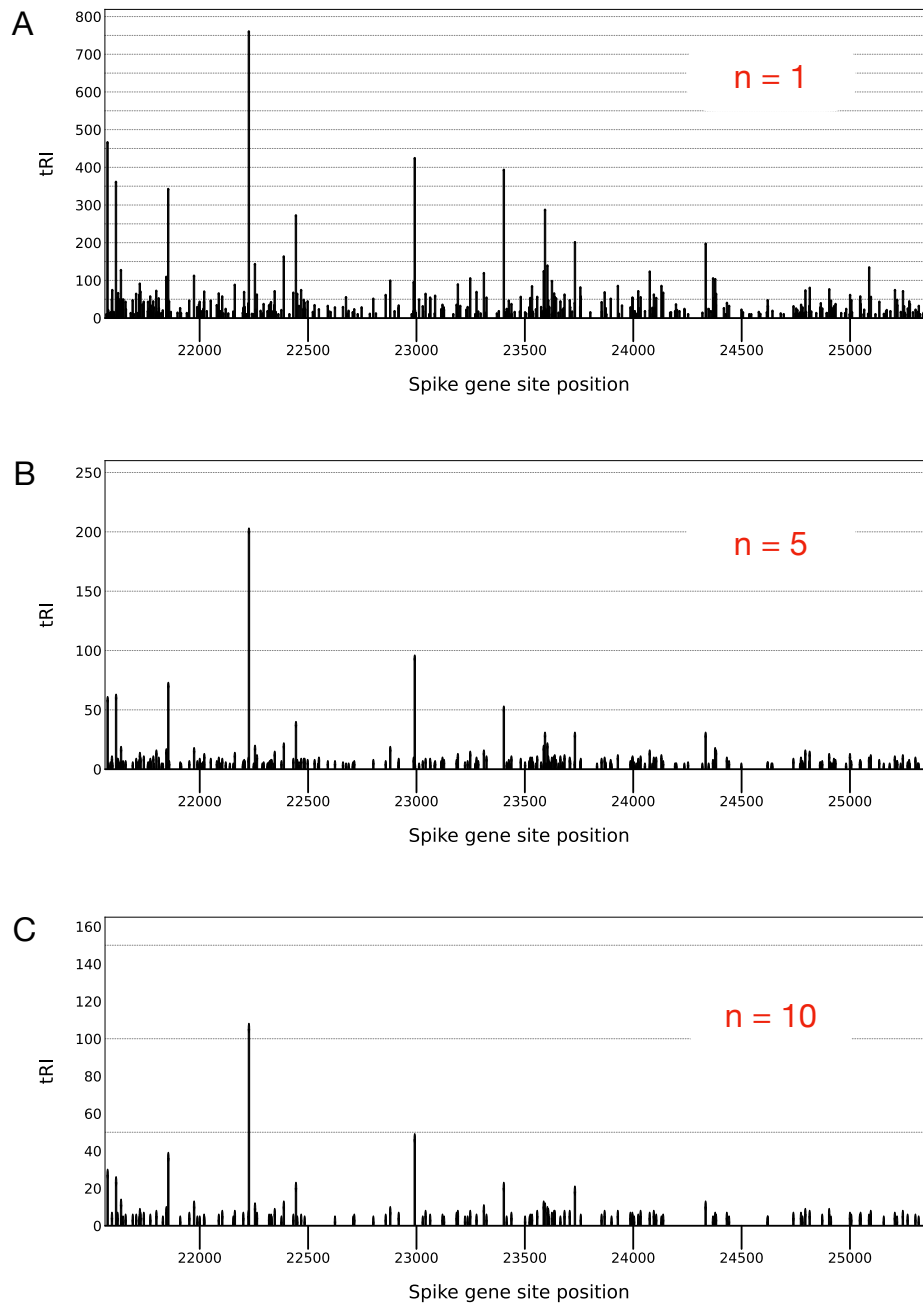 A
800
700
600
500
400
300
200
100
0
tRI
n = 1
22000 22500 23000 23500 24000 24500 25000
Spike gene site position
B
250
200
150
100
50
0
tRI
n = 5
22000 22500 23000 23500 24000 24500 25000
Spike gene site position
C
160
140
120
100
80
60
40
20
0
tRI
n = 10
22000 22500 23000 23500 24000 24500 25000
Spike gene site position